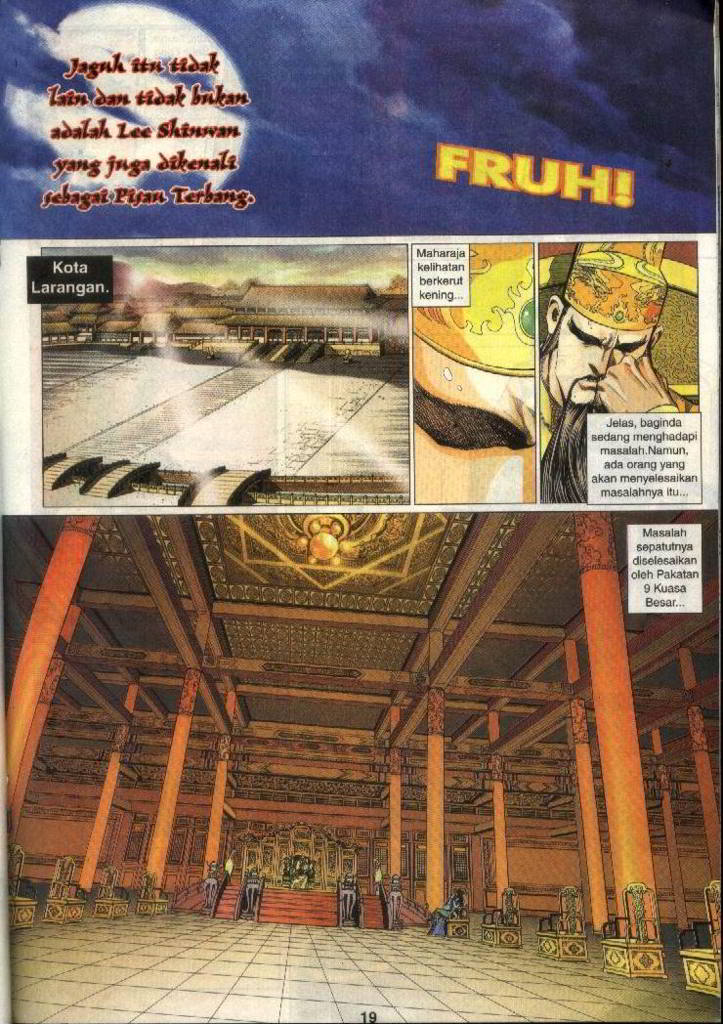 Jaguh itu tidak
lain dan tidak bukan
adalah Lee Shinwan
yang juga dikenali
sebagai Pisau Terbang.
FRUH!
Kota
Larangan.
Maharaja
kelihatan
berkerut
kening...
Jelas, baginda
sedang menghadapi
masalah.Namun,
ada orang yang
akan menyelesaikan
masalahnya itu...
Masalah
sepatutnya
diselesaikan
oleh Pakatan
9 Kuasa
Besar...
19